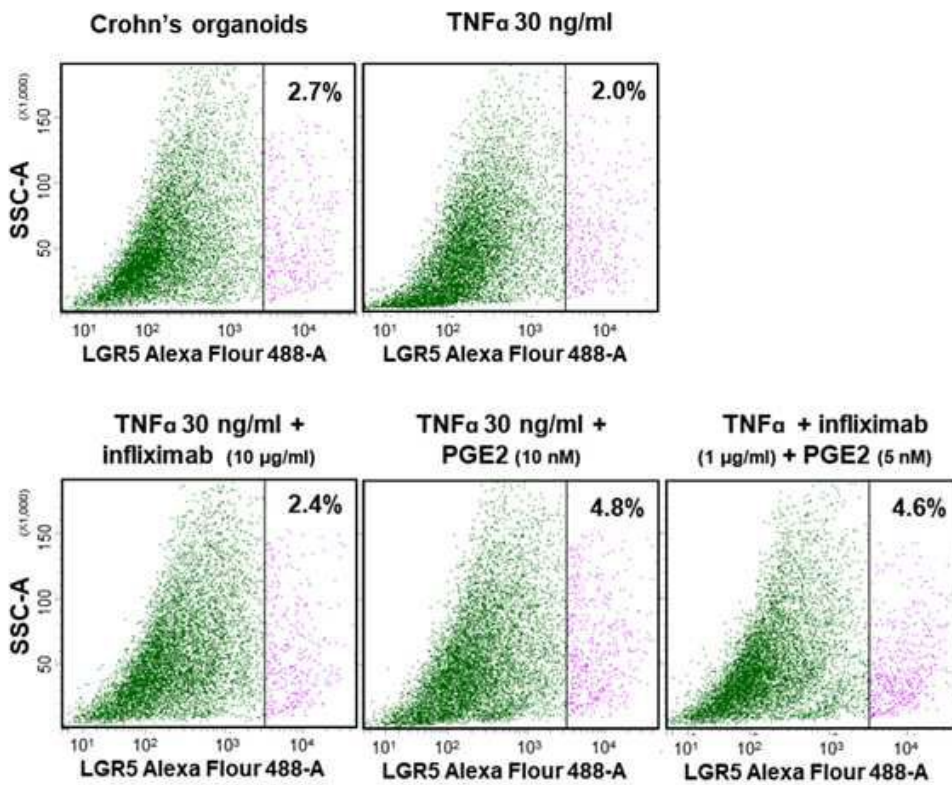 Crohn's organoids
TNFɑ 30 ng/ml
(X1,000)
SSC-A
150
100
50
2.7%
2.0%
10¹ 10² 10³ 10⁴
10¹ 10² 10³ 10⁴
LGR5 Alexa Flour 488-A
LGR5 Alexa Flour 488-A
TNFɑ 30 ng/ml +
infliximab (10 µg/ml)
TNFɑ 30 ng/ml +
PGE2 (10 nM)
TNFɑ + infliximab
(1 µg/ml) + PGE2 (5 nM)
(X1,000)
SSC-A
150
100
50
2.4%
4.8%
4.6%
10¹ 10² 10³ 10⁴
10¹ 10² 10³ 10⁴
10¹ 10² 10³ 10⁴
LGR5 Alexa Flour 488-A
LGR5 Alexa Flour 488-A
LGR5 Alexa Flour 488-A